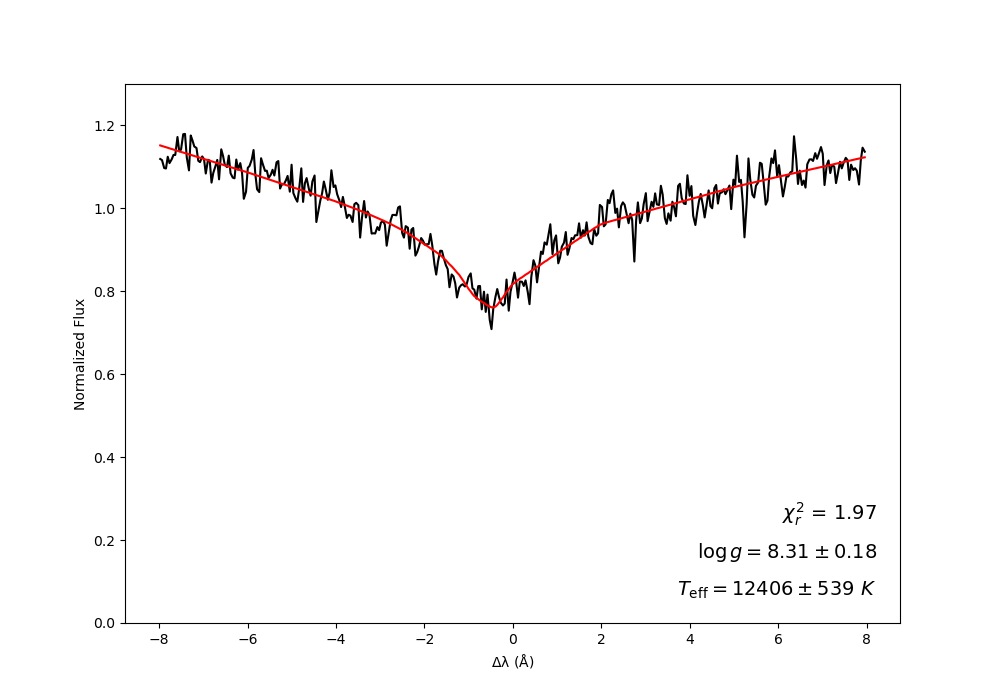 1.2
1.0
0.8
0.6
0.4
0.2
0.0
Normalized Flux
χ²ᵣ = 1.97
log g = 8.31 ± 0.18
T_eff = 12406 ± 539 K
−8 −6 −4 −2 0 2 4 6 8
Δλ (Å)